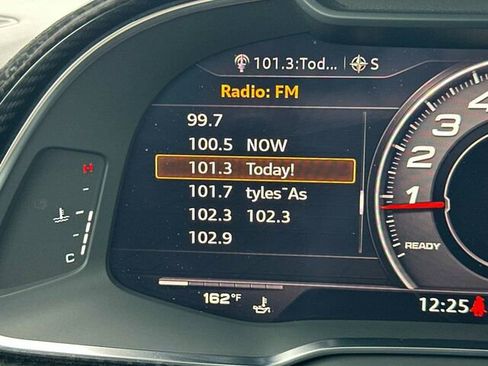 101.3:Tod... S
Radio: FM
99.7
100.5 NOW
101.3 Today!
101.7 tyles¯As
102.3 102.3
102.9
H
C
162°F
4
3
2
1
READY
12:25